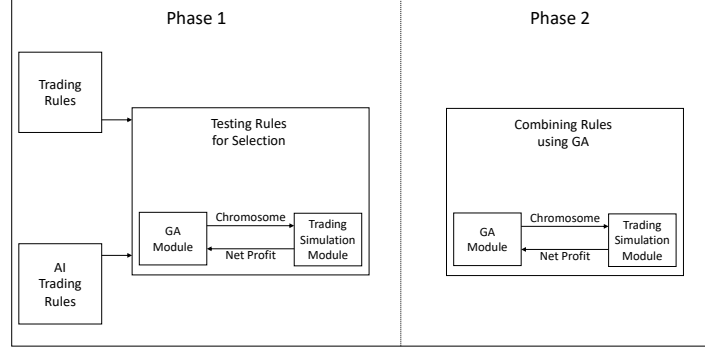 Phase 1
Trading
Rules
AI
Trading
Rules
Testing Rules
for Selection
GA
Module
Chromosome
Net Profit
Trading
Simulation
Module
Phase 2
Combining Rules
using GA
GA
Module
Chromosome
Net Profit
Trading
Simulation
Module